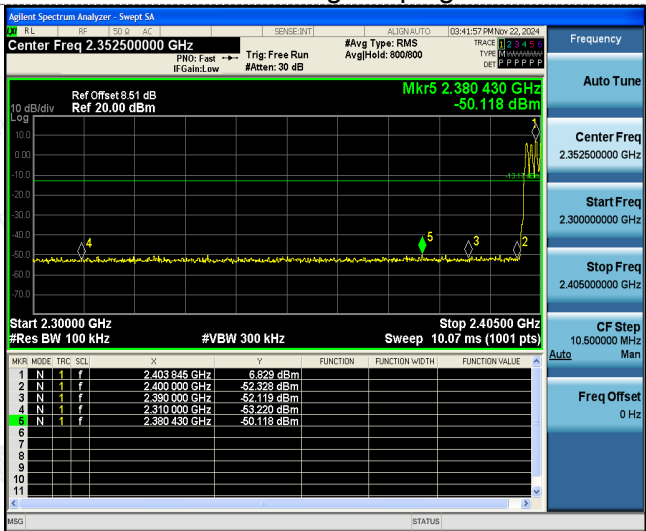 Agilent Spectrum Analyzer - Swept SA
RL RF 50 Ω AC SENSE:INT ALIGN AUTO 03:41:57 PM Nov 22, 2024
Center Freq 2.352500000 GHz
#Avg Type: RMS
TRACE 1 2 3 4 5 6
PNO: Fast Trig: Free Run Avg|Hold: 800/800
TYPE M
IFGain:Low #Atten: 30 dB
DET P P P P P P
Frequency
Ref Offset 8.51 dB
Mkr5 2.380 430 GHz
10 dB/div Ref 20.00 dBm
-50.118 dBm
Log
10.0
0.00
-10.0
-20.0
-30.0
-40.0
-50.0
-60.0
-70.0
1
4
5
3
2
Start 2.30000 GHz Stop 2.40500 GHz
#Res BW 100 kHz #VBW 300 kHz Sweep 10.07 ms (1001 pts)
MKR MODE TRC SCL X Y FUNCTION FUNCTION WIDTH FUNCTION VALUE
1 N 1 f 2.403 845 GHz 6.829 dBm
2 N 1 f 2.400 000 GHz -52.328 dBm
3 N 1 f 2.390 000 GHz -52.119 dBm
4 N 1 f 2.310 000 GHz -53.220 dBm
5 N 1 f 2.380 430 GHz -50.118 dBm
6
7
8
9
10
11
MSG STATUS
Auto Tune
Center Freq
2.352500000 GHz
Start Freq
2.300000000 GHz
Stop Freq
2.405000000 GHz
CF Step
10.500000 MHz
Auto Man
Freq Offset
0 Hz